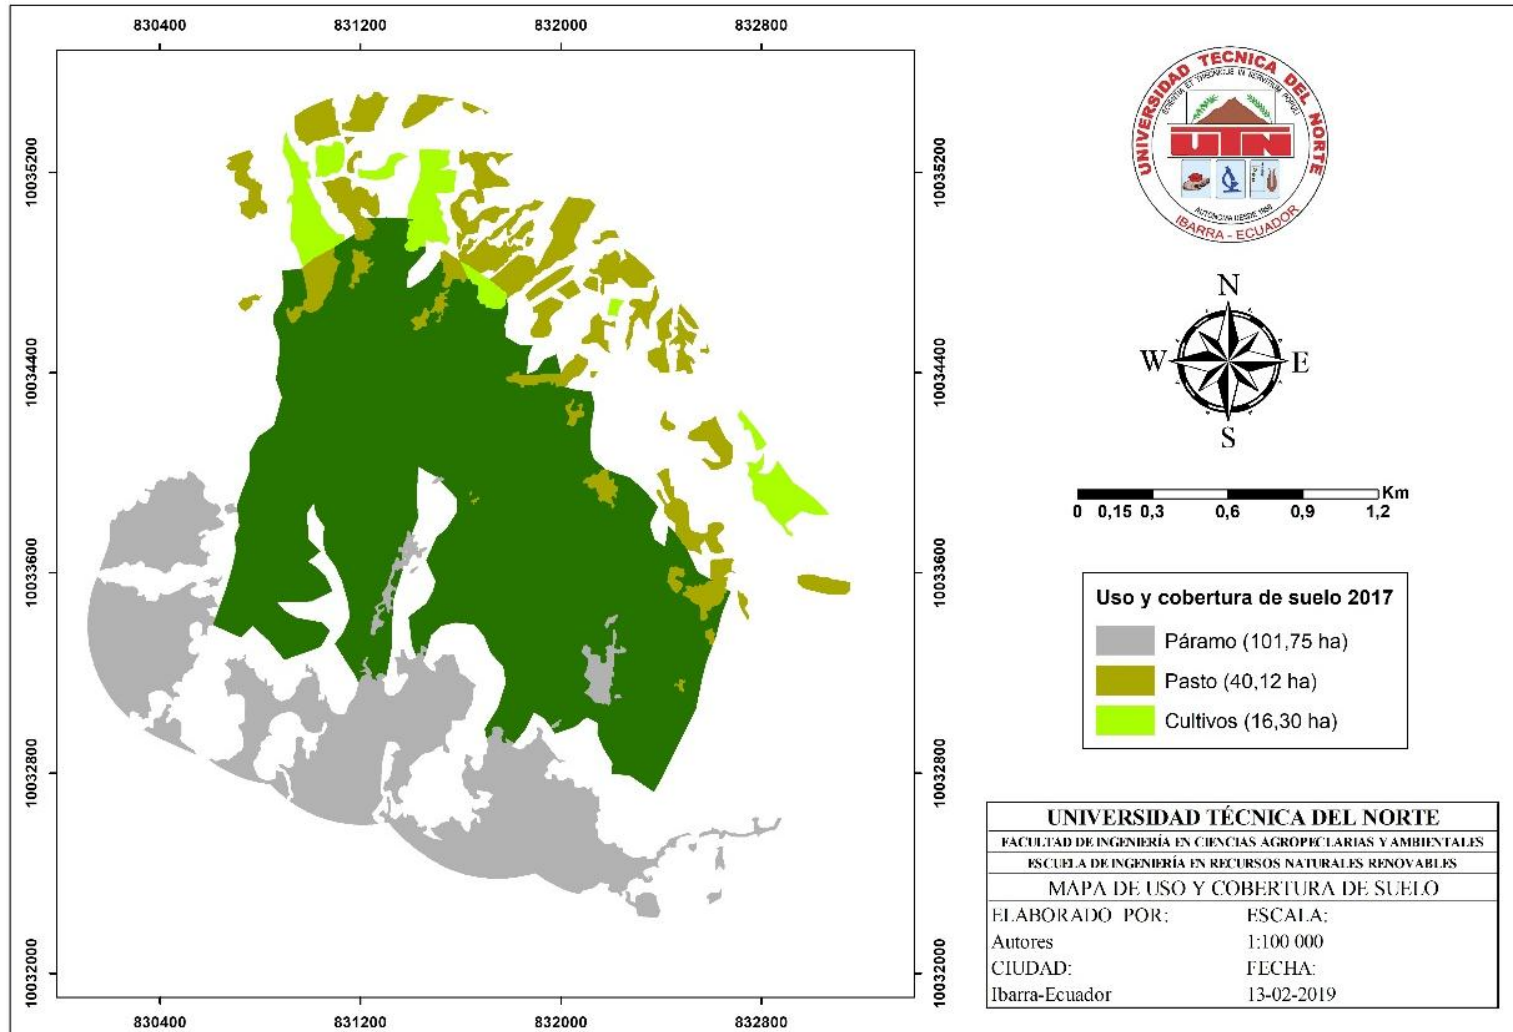 830400 831200 832000 832800
10035200 10035200
10034400 10034400
10033600 10033600
10032800 10032800
10032000 10032000
830400 831200 832000 832800
UNIVERSIDAD TECNICA DEL NORTE
UTN
AUTONOMA DESDE
IBARRA - ECUADOR
N
W E
S
Km
0 0,15 0,3 0,6 0,9 1,2
Uso y cobertura de suelo 2017
Páramo (101,75 ha)
Pasto (40,12 ha)
Cultivos (16,30 ha)
UNIVERSIDAD TÉCNICA DEL NORTE
FACULTAD DE INGENIERÍA EN CIENCIAS AGROPECUARIAS Y AMBIENTALES
ESCUELA DE INGENIERÍA EN RECURSOS NATURALES RENOVABLES
MAPA DE USO Y COBERTURA DE SUELO
ELABORADO POR: ESCALA:
Autores 1:100 000
CIUDAD: FECHA:
Ibarra-Ecuador 13-02-2019